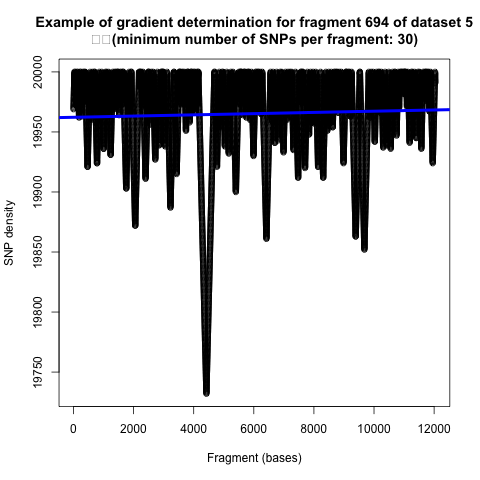 Example of gradient determination for fragment 694 of dataset 5
(minimum number of SNPs per fragment: 30)
20000
19950
19900
19850
19800
19750
SNP density
0 2000 4000 6000 8000 10000 12000
Fragment (bases)